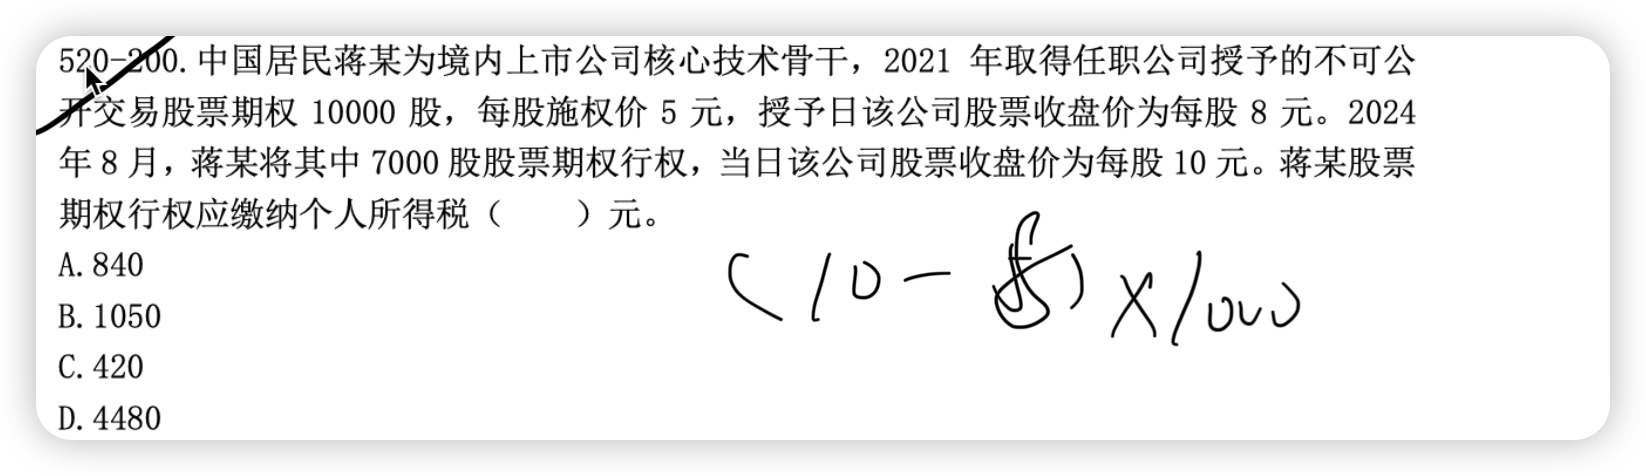 520-200. 中国居民蒋某为境内上市公司核心技术骨干，2021 年取得任职公司授予的不可公
开交易股票期权 10000 股，每股施权价 5 元，授予日该公司股票收盘价为每股 8 元。2024
年 8 月，蒋某将其中 7000 股股票期权行权，当日该公司股票收盘价为每股 10 元。蒋某股票
期权行权应缴纳个人所得税（　　）元。
A. 840
B. 1050
C. 420
D. 4480
(10-5)×1000